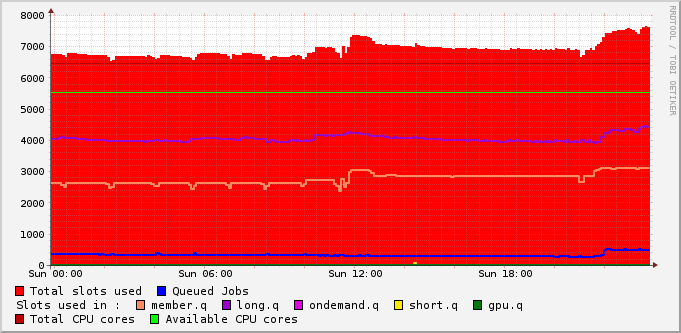 8000
7000
6000
5000
4000
3000
2000
1000
0
Sun 00:00 Sun 06:00 Sun 12:00 Sun 18:00
Total slots used Queued Jobs
Slots used in : member.q long.q ondemand.q short.q gpu.q
Total CPU cores Available CPU cores
RRDTOOL / TOBI OETIKER